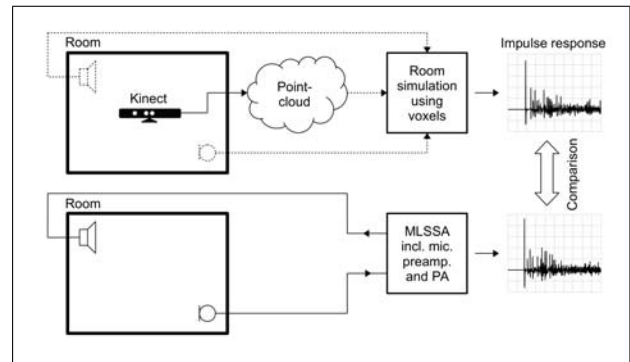 Room
Kinect
Point-
cloud
Room
simulation
using
voxels
Impulse response
Comparison
Room
MLSSA
incl. mic.
preamp.
and PA